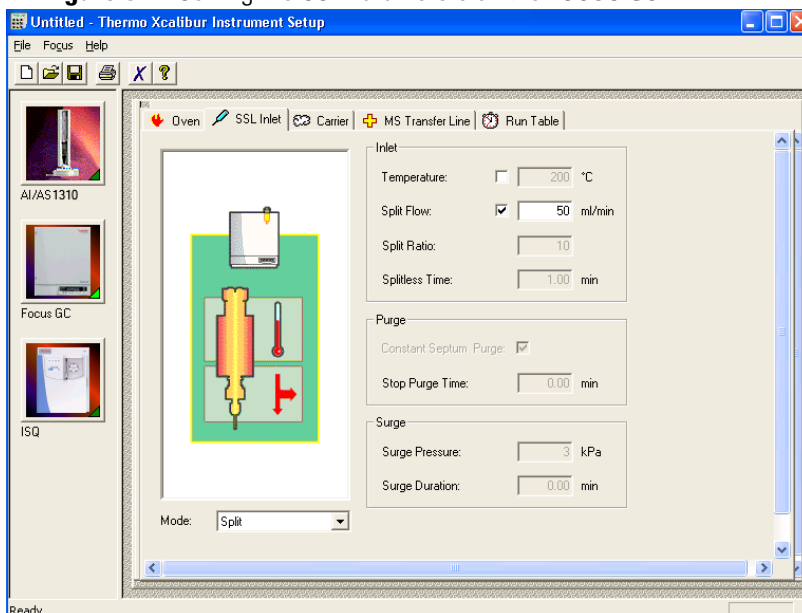 Untitled - Thermo Xcalibur Instrument Setup
File Focus Help
Oven SSL Inlet Carrier MS Transfer Line Run Table
AI/AS1310
Focus GC
ISQ
Inlet
Temperature: 200 °C
Split Flow: 50 ml/min
Split Ratio: 10
Splitless Time: 1.00 min
Purge
Constant Septum Purge:
Stop Purge Time: 0.00 min
Surge
Surge Pressure: 3 kPa
Surge Duration: 0.00 min
Mode: Split
Ready